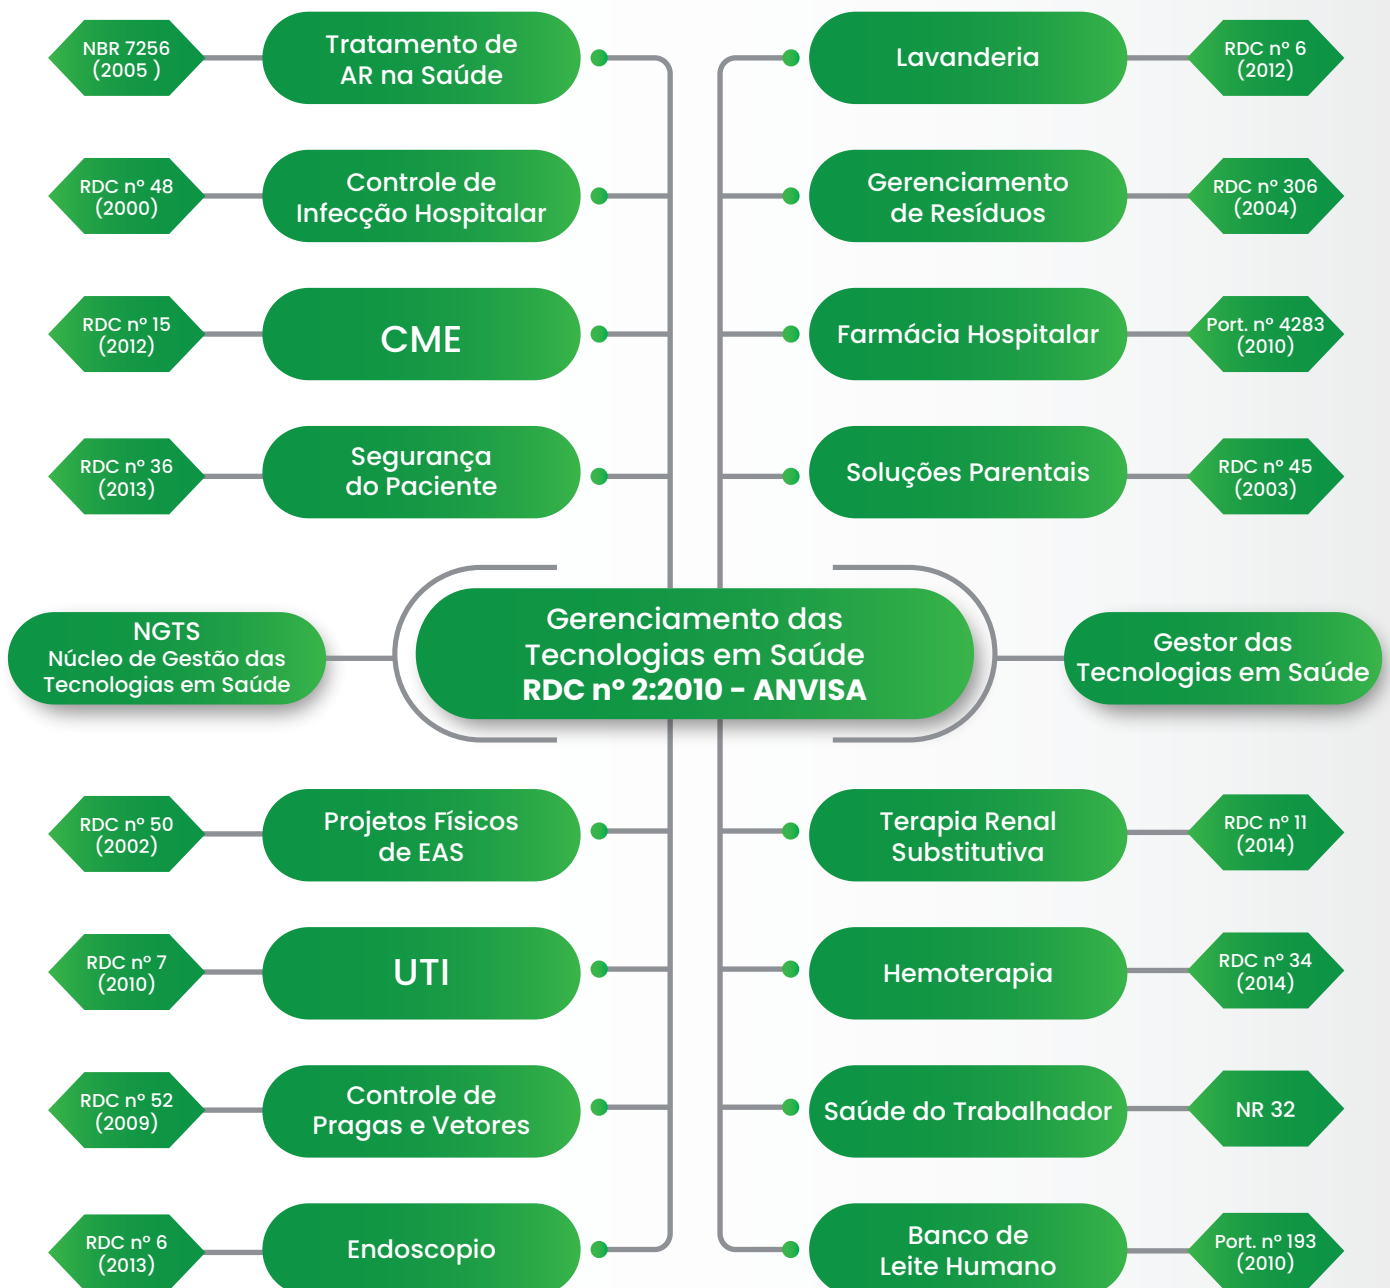 NBR 7256
(2005 )
Tratamento de
AR na Saúde
Lavanderia
RDC nº 6
(2012)
RDC nº 48
(2000)
Controle de
Infecção Hospitalar
Gerenciamento
de Resíduos
RDC nº 306
(2004)
RDC nº 15
(2012)
CME
Farmácia Hospitalar
Port. nº 4283
(2010)
RDC nº 36
(2013)
Segurança
do Paciente
Soluções Parentais
RDC nº 45
(2003)
NGTS
Núcleo de Gestão das
Tecnologias em Saúde
Gerenciamento das
Tecnologias em Saúde
RDC nº 2:2010 - ANVISA
Gestor das
Tecnologias em Saúde
RDC nº 50
(2002)
Projetos Físicos
de EAS
Terapia Renal
Substitutiva
RDC nº 11
(2014)
RDC nº 7
(2010)
UTI
Hemoterapia
RDC nº 34
(2014)
RDC nº 52
(2009)
Controle de
Pragas e Vetores
Saúde do Trabalhador
NR 32
RDC nº 6
(2013)
Endoscopio
Banco de
Leite Humano
Port. nº 193
(2010)